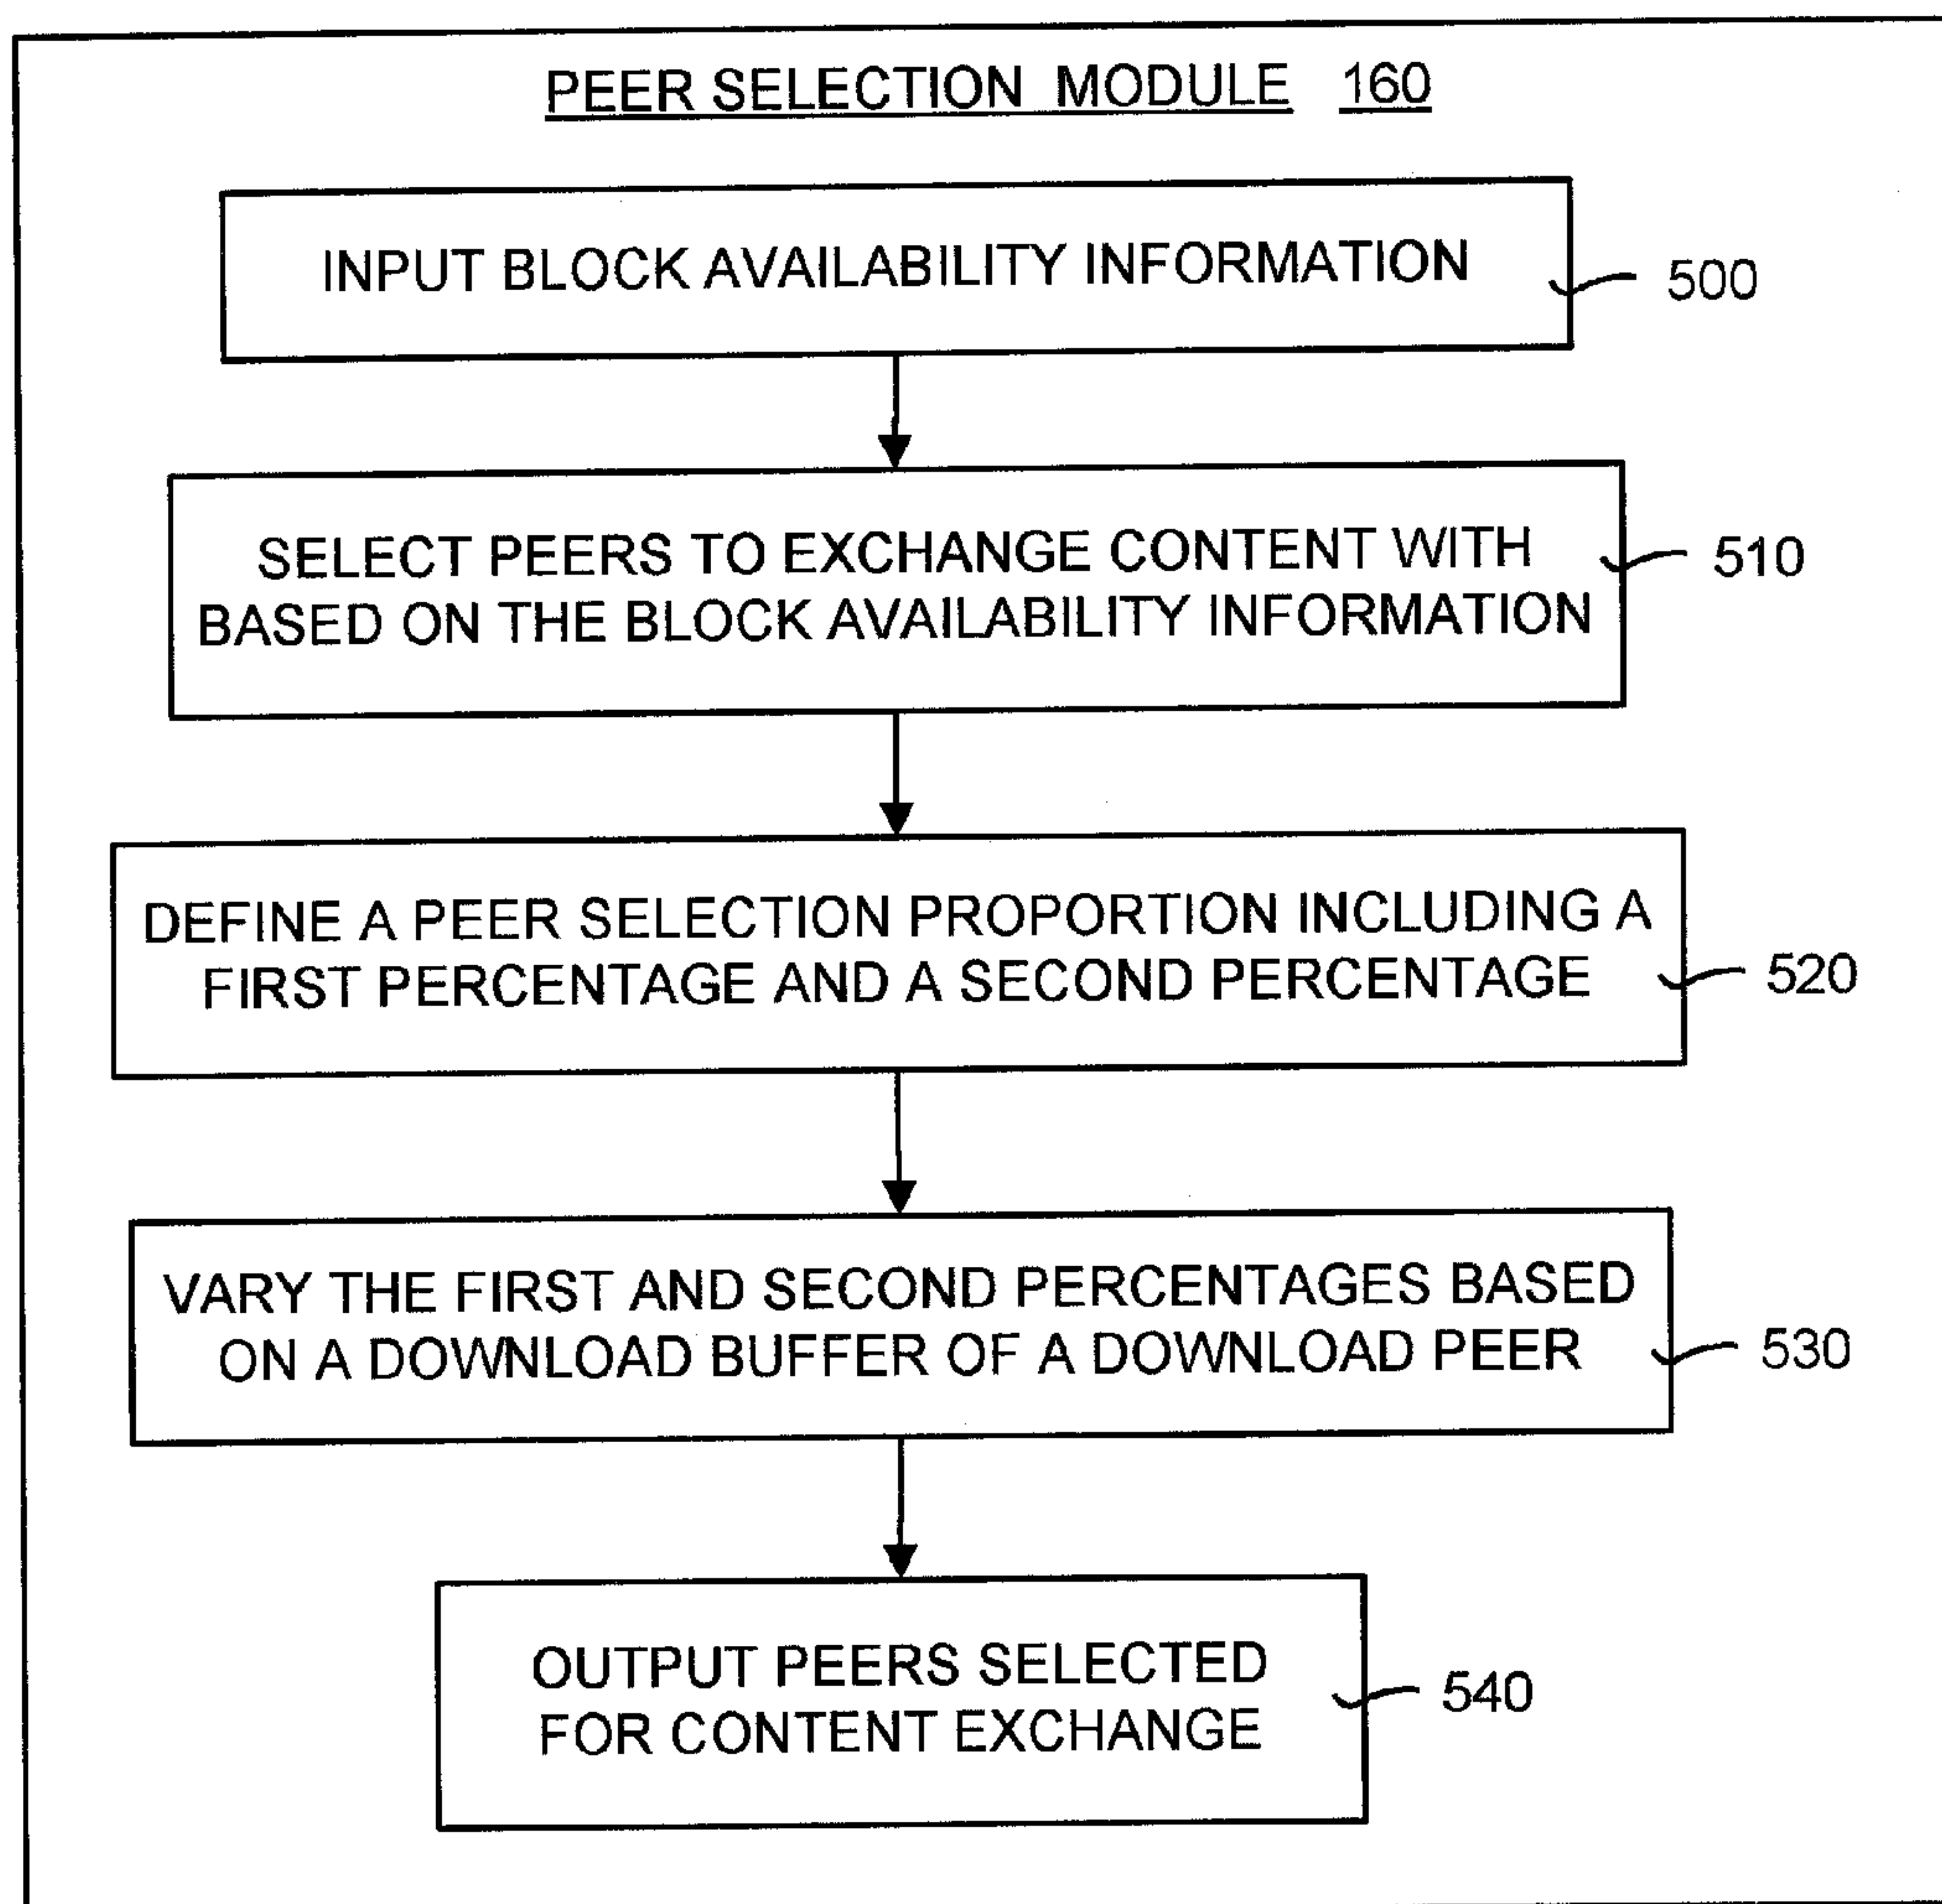 PEER SELECTION MODULE 160
INPUT BLOCK AVAILABILITY INFORMATION
500
SELECT PEERS TO EXCHANGE CONTENT WITH
BASED ON THE BLOCK AVAILABILITY INFORMATION
510
DEFINE A PEER SELECTION PROPORTION INCLUDING A
FIRST PERCENTAGE AND A SECOND PERCENTAGE
520
VARY THE FIRST AND SECOND PERCENTAGES BASED
ON A DOWNLOAD BUFFER OF A DOWNLOAD PEER
530
OUTPUT PEERS SELECTED
FOR CONTENT EXCHANGE
540